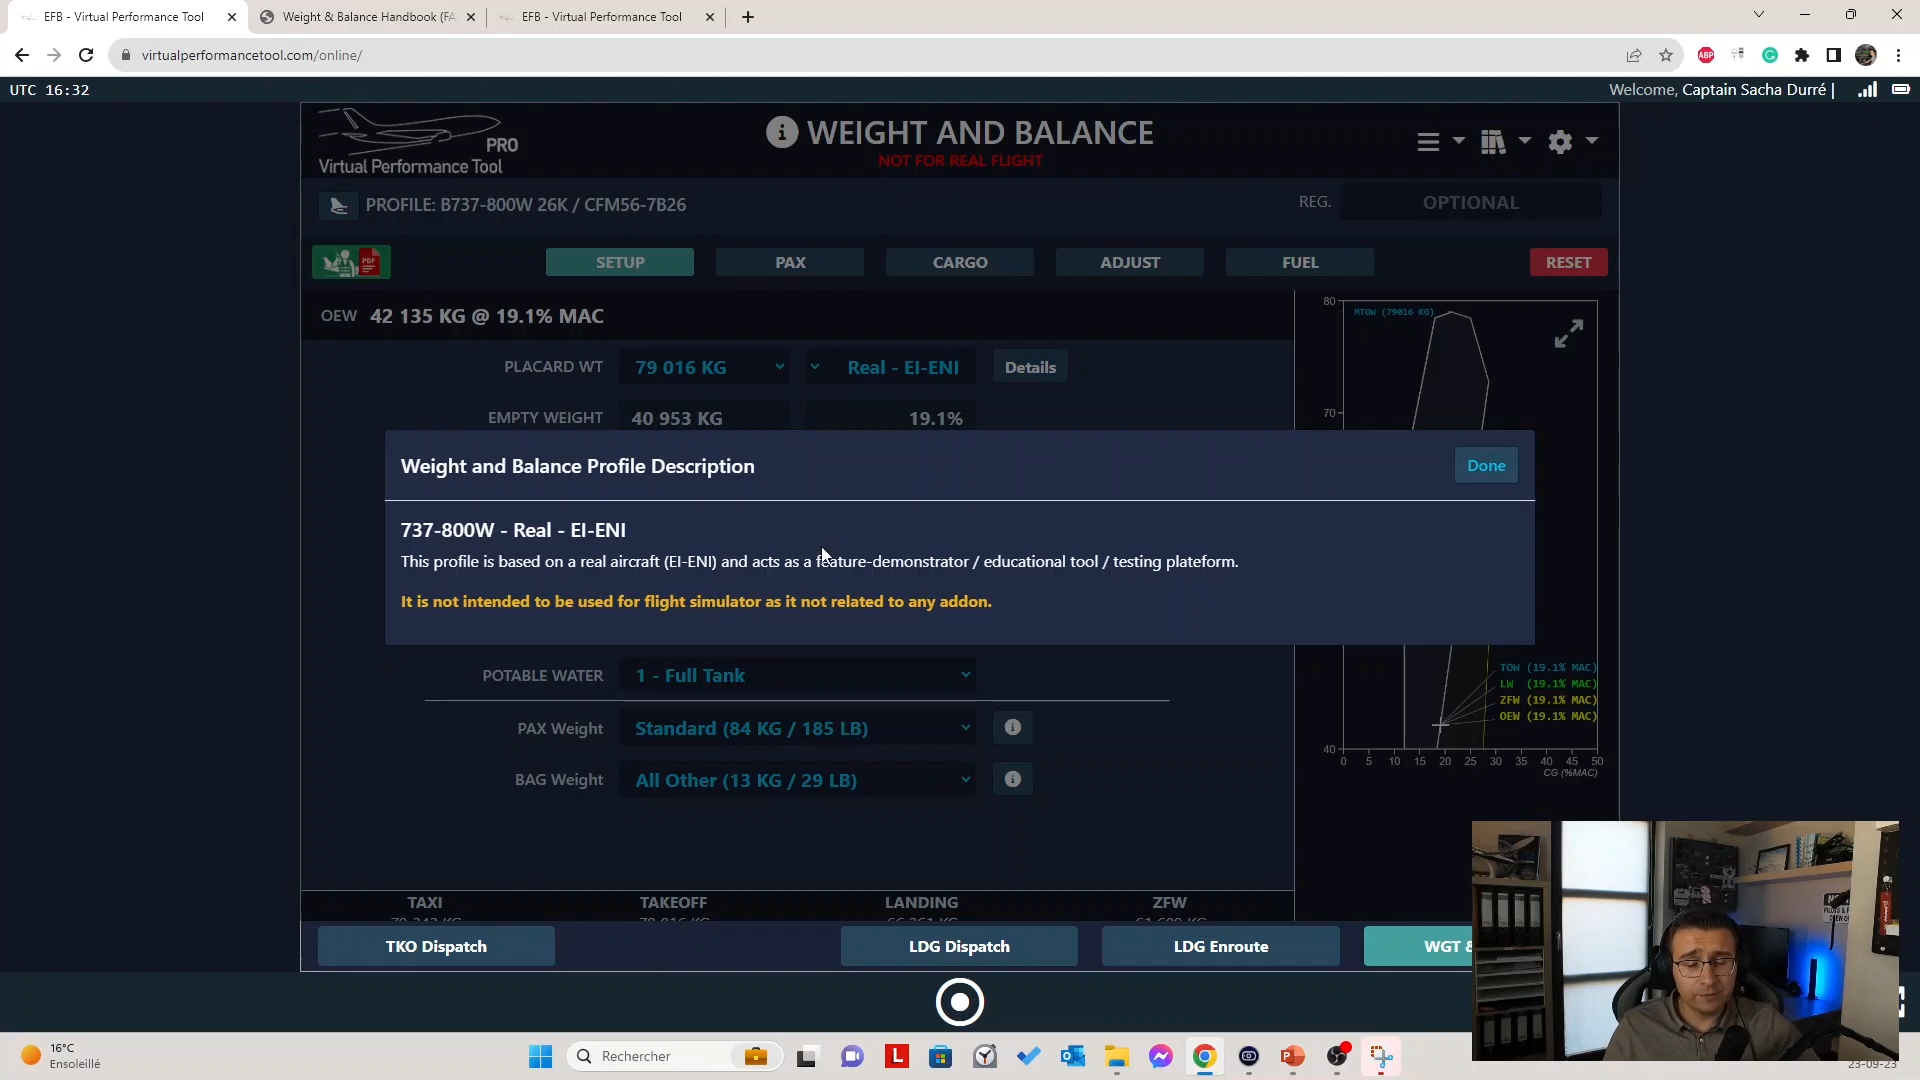 EFB - Virtual Performance Tool
Weight & Balance Handbook (FA
EFB - Virtual Performance Tool
virtualperformancetool.com/online/
ABP
UTC 16:32
Welcome, Captain Sacha Durré |
PRO
Virtual Performance Tool
WEIGHT AND BALANCE
NOT FOR REAL FLIGHT
PROFILE: B737-800W 26K / CFM56-7B26
REG. OPTIONAL
PDF
SETUP PAX CARGO ADJUST FUEL RESET
OEW 42 135 KG @ 19.1% MAC
PLACARD WT 79 016 KG Real - EI-ENI Details
EMPTY WEIGHT 40 953 KG 19.1%
80
MTOW (79016 KG)
70
Weight and Balance Profile Description
Done
737-800W - Real - EI-ENI
This profile is based on a real aircraft (EI-ENI) and acts as a feature-demonstrator / educational tool / testing plateform.
It is not intended to be used for flight simulator as it not related to any addon.
POTABLE WATER 1 - Full Tank
PAX Weight Standard (84 KG / 185 LB)
BAG Weight All Other (13 KG / 29 LB)
TOW (19.1% MAC)
LW (19.1% MAC)
ZFW (19.1% MAC)
OEW (19.1% MAC)
40
0 5 10 15 20 25 30 35 40 45 50
CG (%MAC)
TAXI TAKEOFF LANDING ZFW
TKO Dispatch LDG Dispatch LDG Enroute WGT &
16°C
Ensoleillé
Rechercher
L
23-09-23